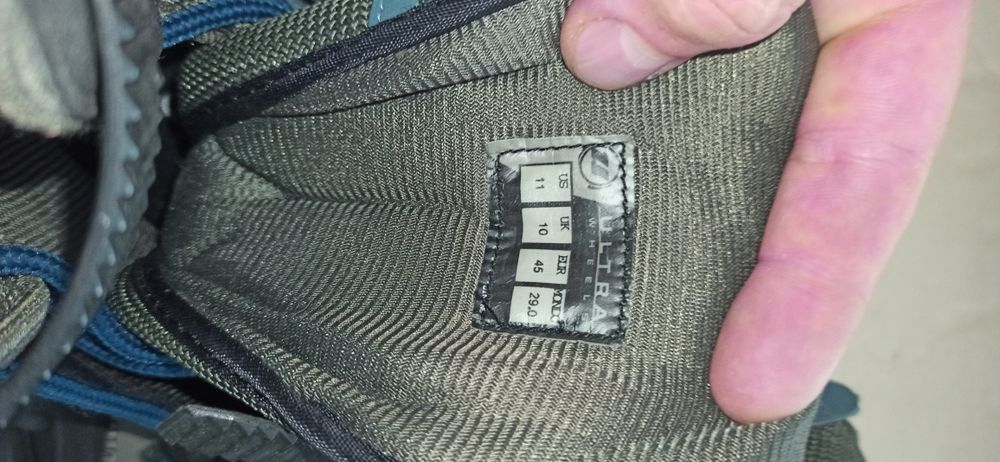 ULTRA
WHEELS
US UK EUR MONDO
11 10 45 29.0